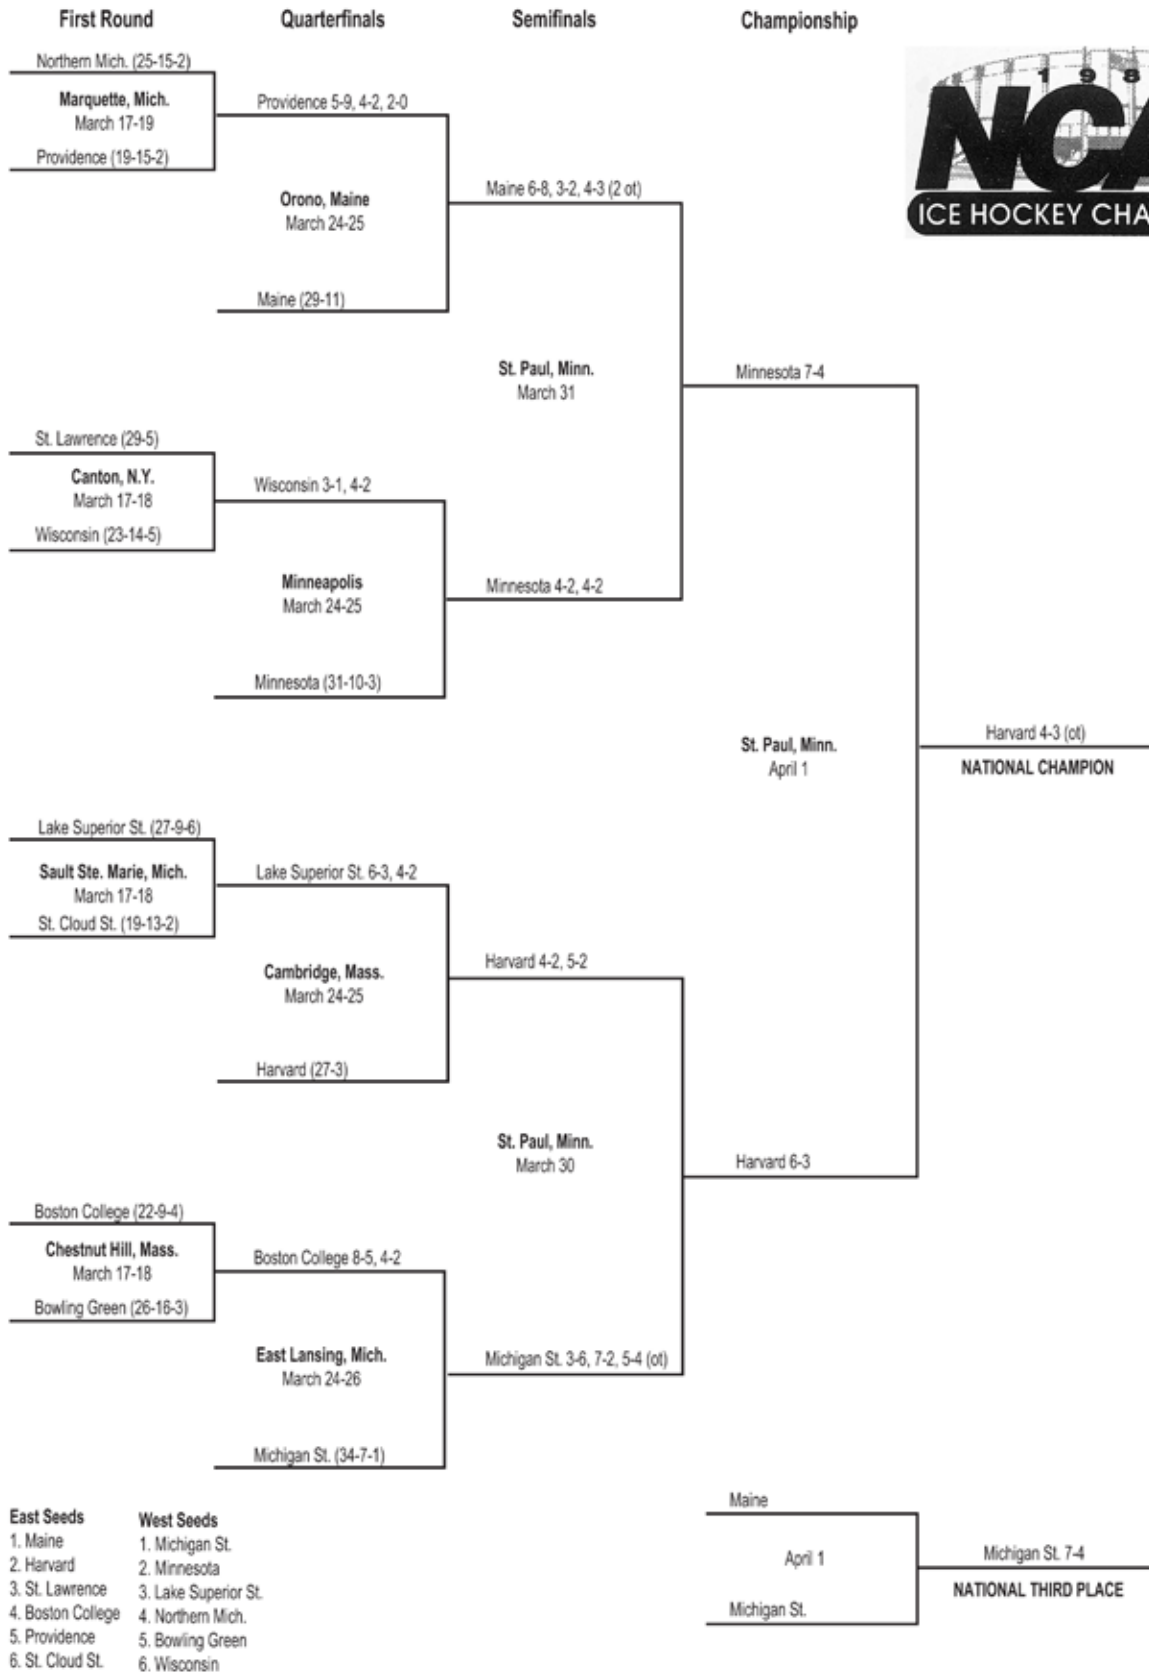 First Round Quarterfinals Semifinals Championship
Northern Mich. (25-15-2)
Marquette, Mich.
March 17-19
Providence (19-15-2)
Providence 5-9, 4-2, 2-0
Orono, Maine
March 24-25
Maine (29-11)
Maine 6-8, 3-2, 4-3 (2 ot)
St. Paul, Minn.
March 31
St. Lawrence (29-5)
Canton, N.Y.
March 17-18
Wisconsin (23-14-5)
Wisconsin 3-1, 4-2
Minneapolis
March 24-25
Minnesota (31-10-3)
Minnesota 4-2, 4-2
Minnesota 7-4
St. Paul, Minn.
April 1
Harvard 4-3 (ot)
NATIONAL CHAMPION
Lake Superior St. (27-9-6)
Sault Ste. Marie, Mich.
March 17-18
St. Cloud St. (19-13-2)
Lake Superior St. 6-3, 4-2
Cambridge, Mass.
March 24-25
Harvard (27-3)
Harvard 4-2, 5-2
St. Paul, Minn.
March 30
Harvard 6-3
Boston College (22-9-4)
Chestnut Hill, Mass.
March 17-18
Bowling Green (26-16-3)
Boston College 8-5, 4-2
East Lansing, Mich.
March 24-26
Michigan St. (34-7-1)
Michigan St. 3-6, 7-2, 5-4 (ot)
East Seeds
1. Maine
2. Harvard
3. St. Lawrence
4. Boston College
5. Providence
6. St. Cloud St.
West Seeds
1. Michigan St.
2. Minnesota
3. Lake Superior St.
4. Northern Mich.
5. Bowling Green
6. Wisconsin
Maine
April 1
Michigan St.
Michigan St. 7-4
NATIONAL THIRD PLACE
198
NCA
ICE HOCKEY CHA